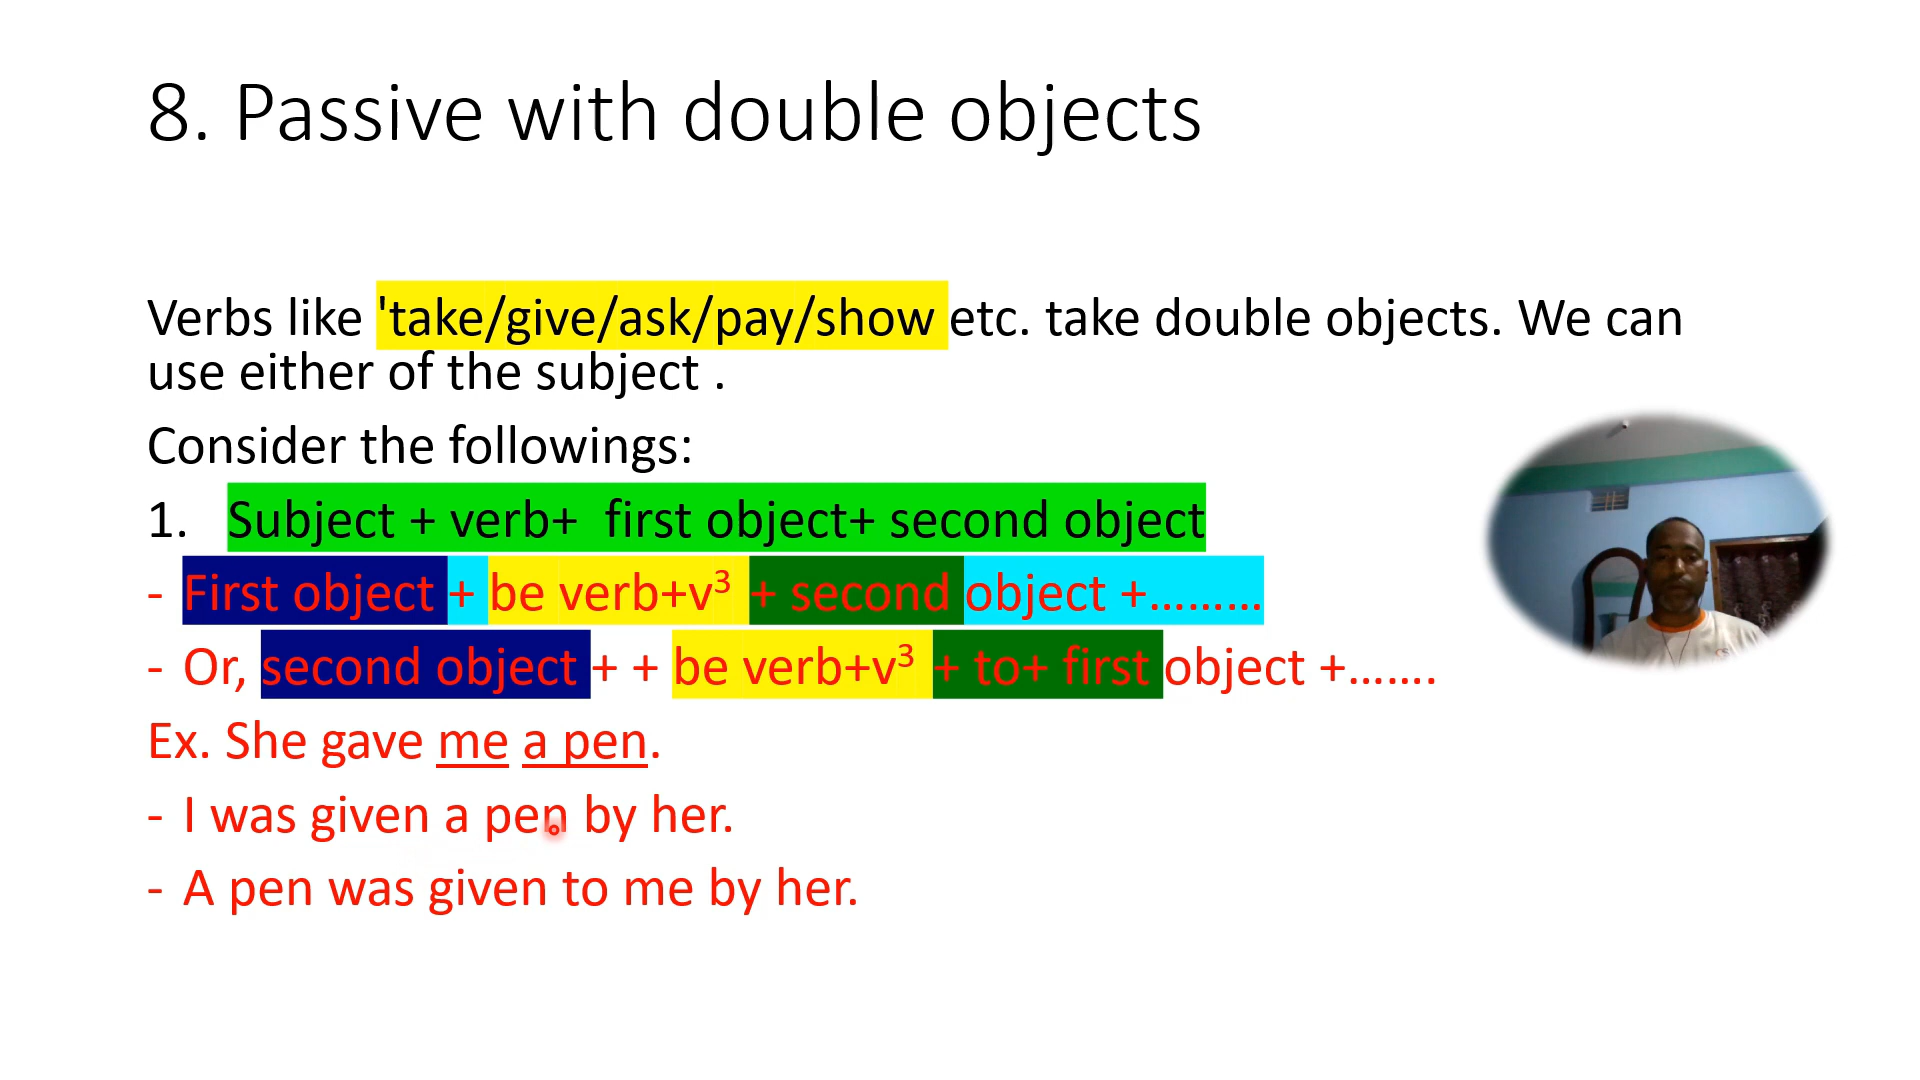 8. Passive with double objects
Verbs like 'take/give/ask/pay/show etc. take double objects. We can
use either of the subject .
Consider the followings:
1. Subject + verb+ first object+ second object
- First object + be verb+v³ + second object +………
- Or, second object + + be verb+v³ + to+ first object +…….
Ex. She gave me a pen.
- I was given a pen by her.
- A pen was given to me by her.